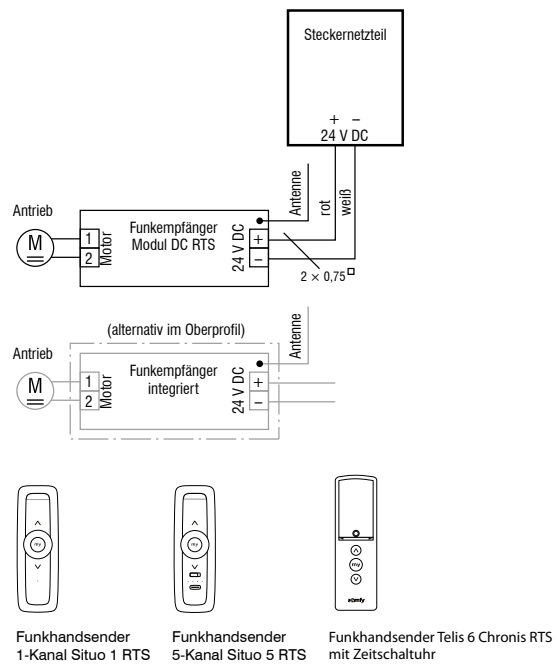 Steckernetzteil
+ –
24 V DC
Antenne
rot
weiß
Antrieb
M
1
2
Motor
Funkempfänger
Modul DC RTS
24 V DC
+
–
2 × 0,75
(alternativ im Oberprofil)
Antenne
Antrieb
M
1
2
Motor
Funkempfänger
integriert
24 V DC
+
–
my
my
my
somfy
Funkhandsender
1-Kanal Situo 1 RTS
Funkhandsender
5-Kanal Situo 5 RTS
Funkhandsender Telis 6 Chronis RTS
mit Zeitschaltuhr